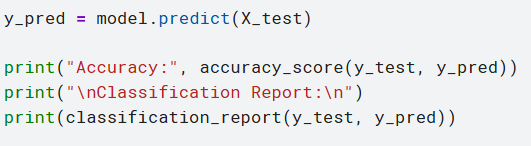 y_pred = model.predict(X_test)
print("Accuracy:", accuracy_score(y_test, y_pred))
print("\nClassification Report:\n")
print(classification_report(y_test, y_pred))